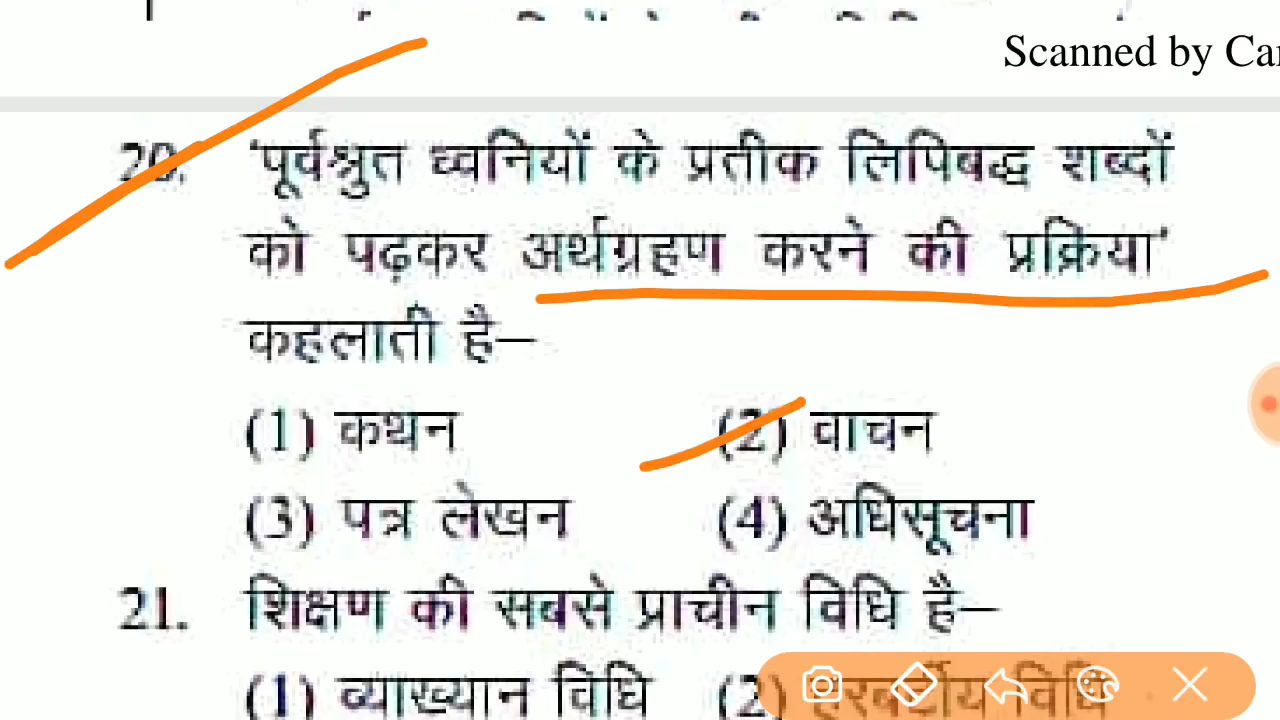 Scanned by Ca
20. 'पूर्वश्रुत ध्वनियों के प्रतीक लिपिबद्ध शब्दों
को पढ़कर अर्थग्रहण करने की प्रक्रिया'
कहलाती है–
(1) कथन (2) वाचन
(3) पत्र लेखन (4) अधिसूचना
21. शिक्षण की सबसे प्राचीन विधि है–
(1) व्याख्यान विधि (2) हरबर्टीय विधि